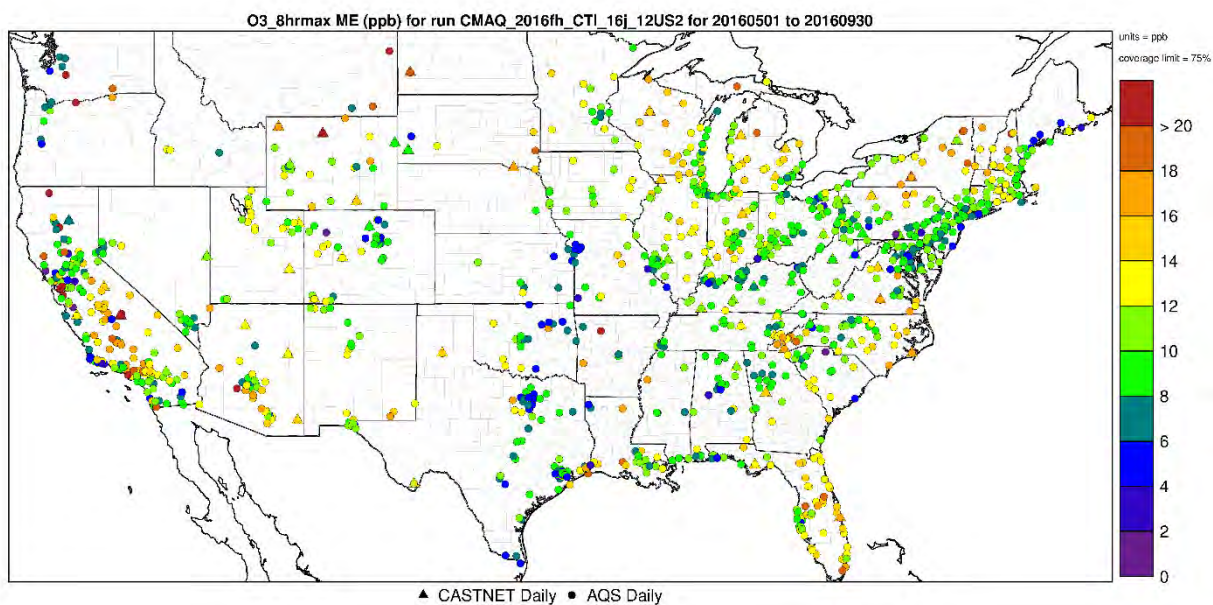 O3_8hrmax ME (ppb) for run CMAQ_2016fh_CTI_16j_12US2 for 20160501 to 20160930
units = ppb
coverage limit = 75%
> 20
18
16
14
12
10
8
6
4
2
0
▲ CASTNET Daily ● AQS Daily